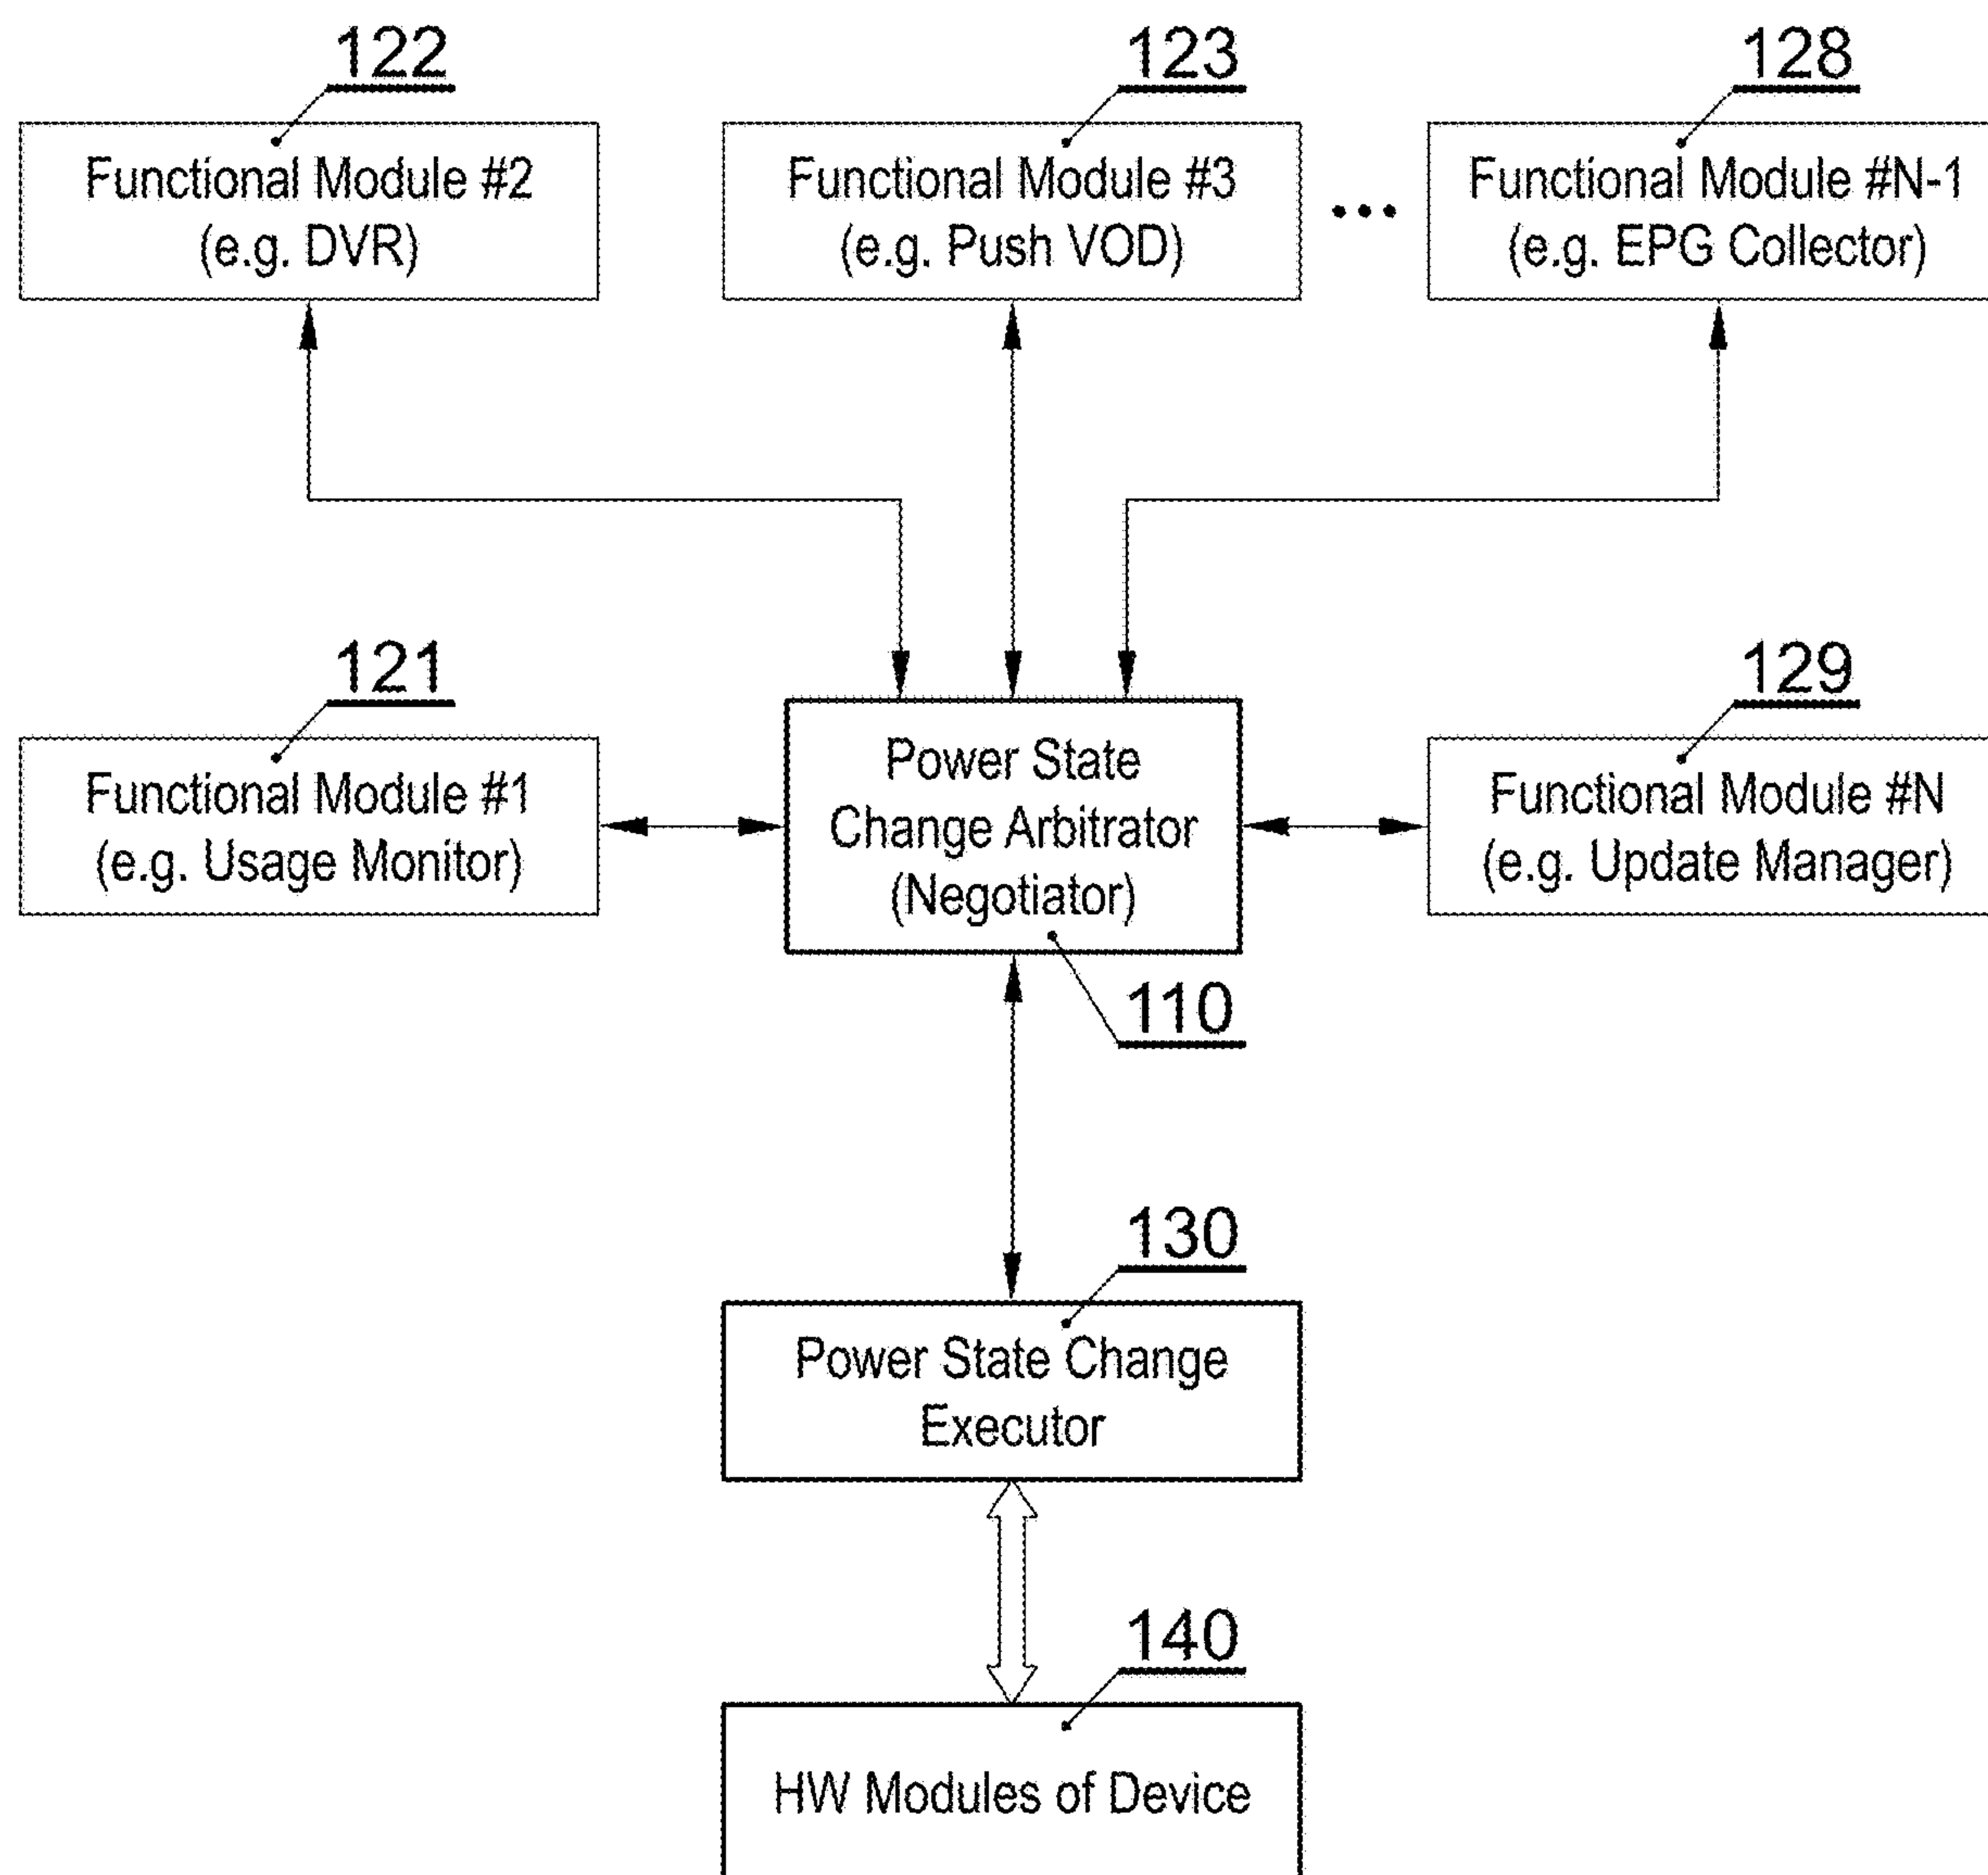 122
123
128
Functional Module #2
(e.g. DVR)
Functional Module #3
(e.g. Push VOD)
...
Functional Module #N-1
(e.g. EPG Collector)
121
129
Functional Module #1
(e.g. Usage Monitor)
Power State
Change Arbitrator
(Negotiator)
Functional Module #N
(e.g. Update Manager)
110
130
Power State Change
Executor
140
HW Modules of Device